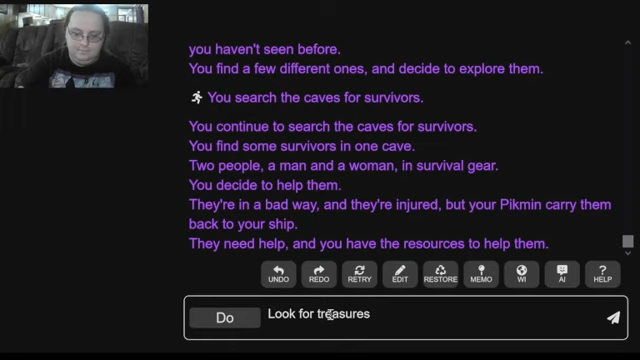 you haven't seen before.
You find a few different ones, and decide to explore them.
You search the caves for survivors.
You continue to search the caves for survivors.
You find some survivors in one cave.
Two people, a man and a woman, in survival gear.
You decide to help them.
They're in a bad way, and they're injured, but your Pikmin carry them
back to your ship.
They need help, and you have the resources to help them.
UNDO REDO RETRY EDIT RESTORE MEMO WI AI HELP
Do Look for treasures